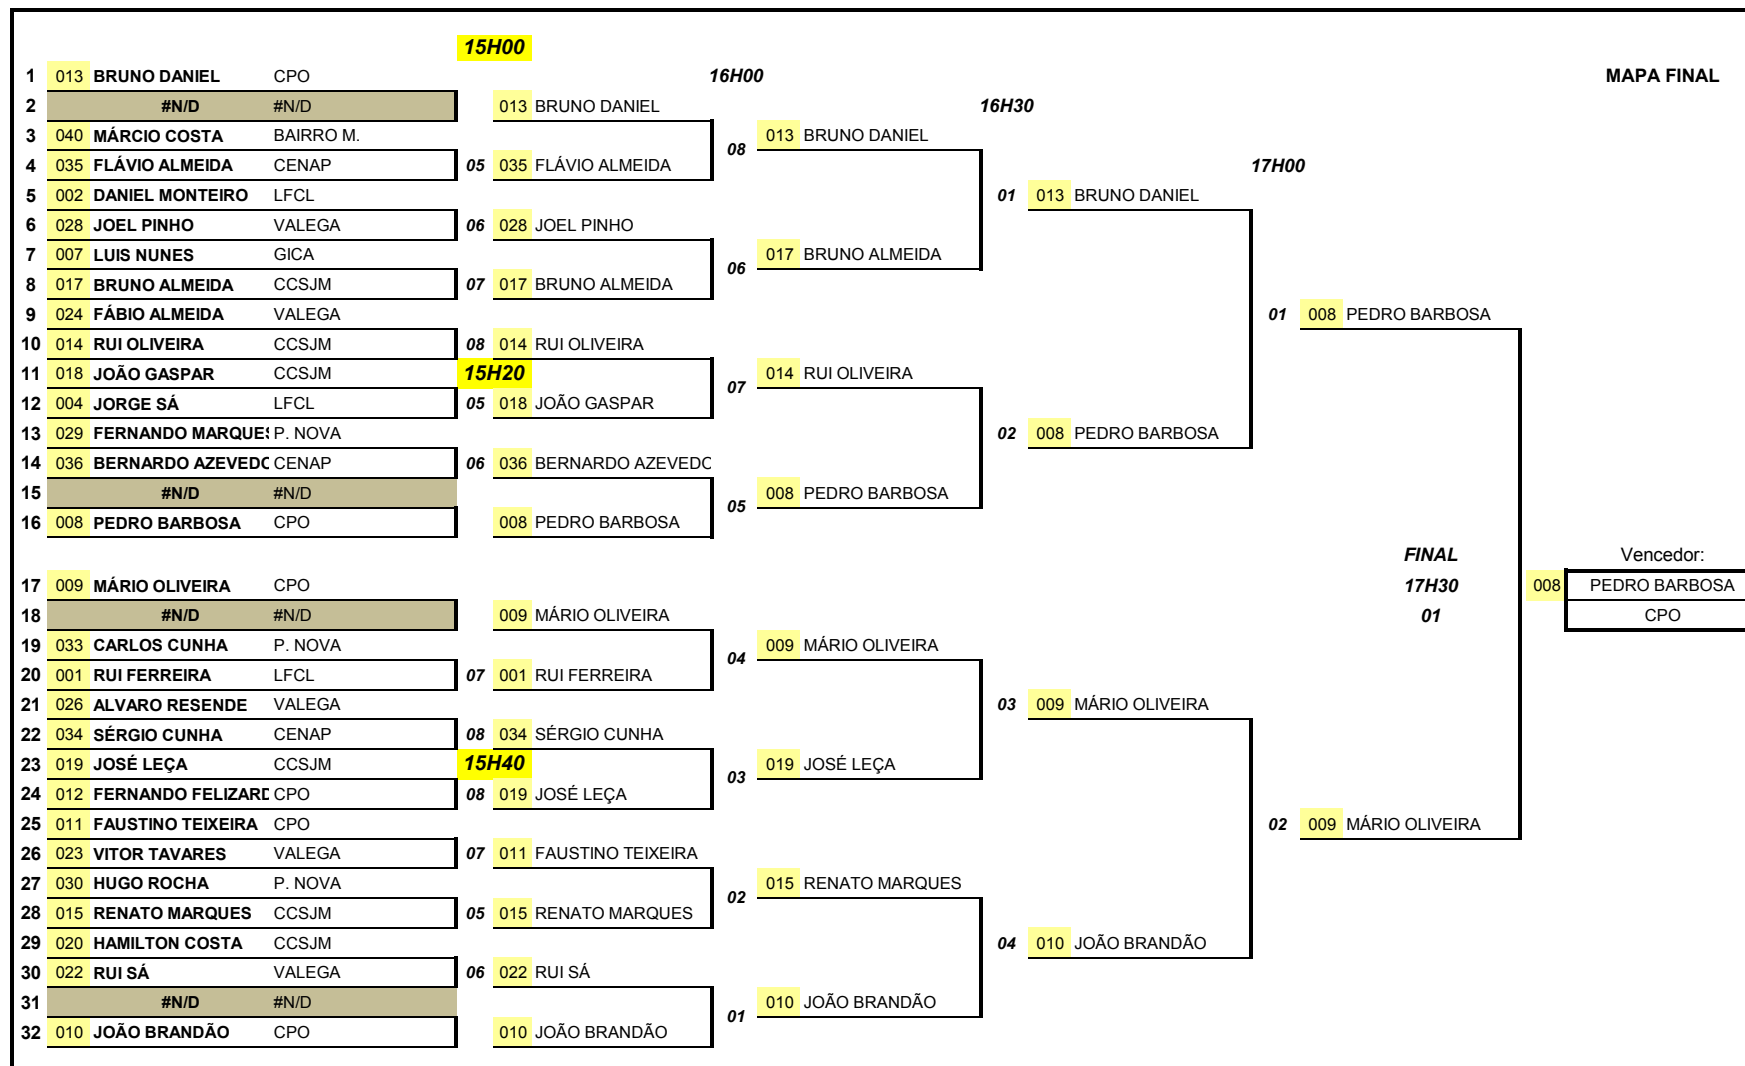 15H00
1 013 BRUNO DANIEL CPO 16H00 MAPA FINAL
2 #N/D #N/D 013 BRUNO DANIEL 16H30
3 040 MÁRCIO COSTA BAIRRO M. 013 BRUNO DANIEL
08
4 035 FLÁVIO ALMEIDA CENAP 05 035 FLÁVIO ALMEIDA 17H00
5 002 DANIEL MONTEIRO LFCL 01 013 BRUNO DANIEL
6 028 JOEL PINHO VALEGA 06 028 JOEL PINHO
7 007 LUIS NUNES GICA 017 BRUNO ALMEIDA
06
8 017 BRUNO ALMEIDA CCSJM 07 017 BRUNO ALMEIDA
9 024 FÁBIO ALMEIDA VALEGA 01 008 PEDRO BARBOSA
10 014 RUI OLIVEIRA CCSJM 08 014 RUI OLIVEIRA
11 018 JOÃO GASPAR CCSJM 15H20 014 RUI OLIVEIRA
07
12 004 JORGE SÁ LFCL 05 018 JOÃO GASPAR
13 029 FERNANDO MARQUES P. NOVA 02 008 PEDRO BARBOSA
14 036 BERNARDO AZEVEDO CENAP 06 036 BERNARDO AZEVEDO
15 #N/D #N/D 008 PEDRO BARBOSA
05
16 008 PEDRO BARBOSA CPO 008 PEDRO BARBOSA
FINAL Vencedor:
17 009 MÁRIO OLIVEIRA CPO 17H30 008 PEDRO BARBOSA
18 #N/D #N/D 009 MÁRIO OLIVEIRA 01 CPO
19 033 CARLOS CUNHA P. NOVA 009 MÁRIO OLIVEIRA
04
20 001 RUI FERREIRA LFCL 07 001 RUI FERREIRA
21 026 ALVARO RESENDE VALEGA 03 009 MÁRIO OLIVEIRA
22 034 SÉRGIO CUNHA CENAP 08 034 SÉRGIO CUNHA
23 019 JOSÉ LEÇA CCSJM 15H40 019 JOSÉ LEÇA
03
24 012 FERNANDO FELIZARD CPO 08 019 JOSÉ LEÇA
25 011 FAUSTINO TEIXEIRA CPO 02 009 MÁRIO OLIVEIRA
26 023 VITOR TAVARES VALEGA 07 011 FAUSTINO TEIXEIRA
27 030 HUGO ROCHA P. NOVA 015 RENATO MARQUES
02
28 015 RENATO MARQUES CCSJM 05 015 RENATO MARQUES
29 020 HAMILTON COSTA CCSJM 04 010 JOÃO BRANDÃO
30 022 RUI SÁ VALEGA 06 022 RUI SÁ
31 #N/D #N/D 010 JOÃO BRANDÃO
01
32 010 JOÃO BRANDÃO CPO 010 JOÃO BRANDÃO